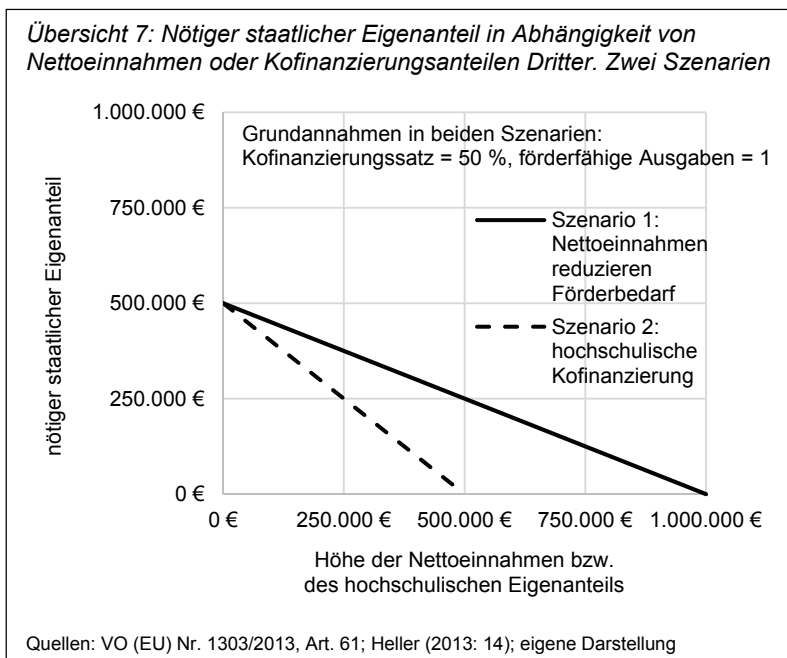 Übersicht 7: Nötiger staatlicher Eigenanteil in Abhängigkeit von
Nettoeinnahmen oder Kofinanzierungsanteilen Dritter. Zwei Szenarien
1.000.000 €
Grundannahmen in beiden Szenarien:
Kofinanzierungssatz = 50 %, förderfähige Ausgaben = 1
750.000 €
Szenario 1:
Nettoeinnahmen
reduzieren
Förderbedarf
500.000 €
Szenario 2:
hochschulische
Kofinanzierung
250.000 €
0 €
nötiger staatlicher Eigenanteil
0 €
250.000 €
500.000 €
750.000 €
1.000.000 €
Höhe der Nettoeinnahmen bzw.
des hochschulischen Eigenanteils
Quellen: VO (EU) Nr. 1303/2013, Art. 61; Heller (2013: 14); eigene Darstellung